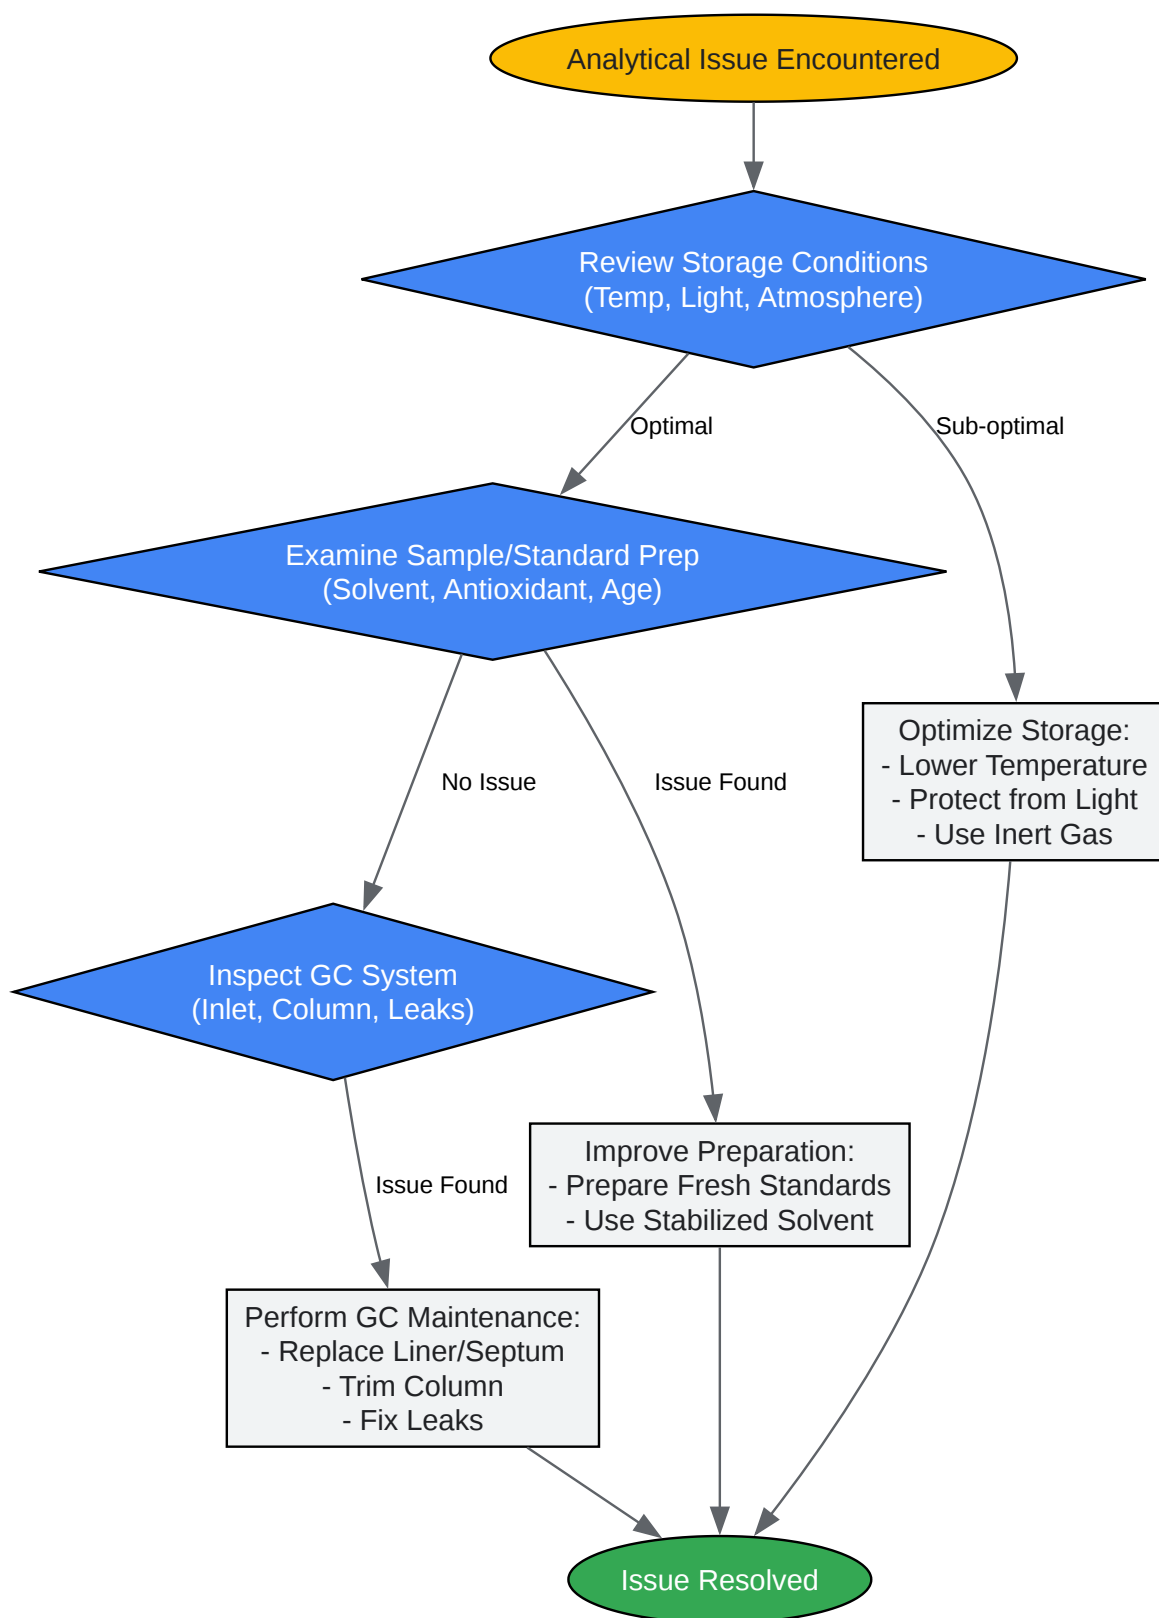 Analytical Issue Encountered
Review Storage Conditions
(Temp, Light, Atmosphere)
Optimal
Sub-optimal
Examine Sample/Standard Prep
(Solvent, Antioxidant, Age)
No Issue
Issue Found
Optimize Storage:
- Lower Temperature
- Protect from Light
- Use Inert Gas
Inspect GC System
(Inlet, Column, Leaks)
Issue Found
Improve Preparation:
- Prepare Fresh Standards
- Use Stabilized Solvent
Perform GC Maintenance:
- Replace Liner/Septum
- Trim Column
- Fix Leaks
Issue Resolved